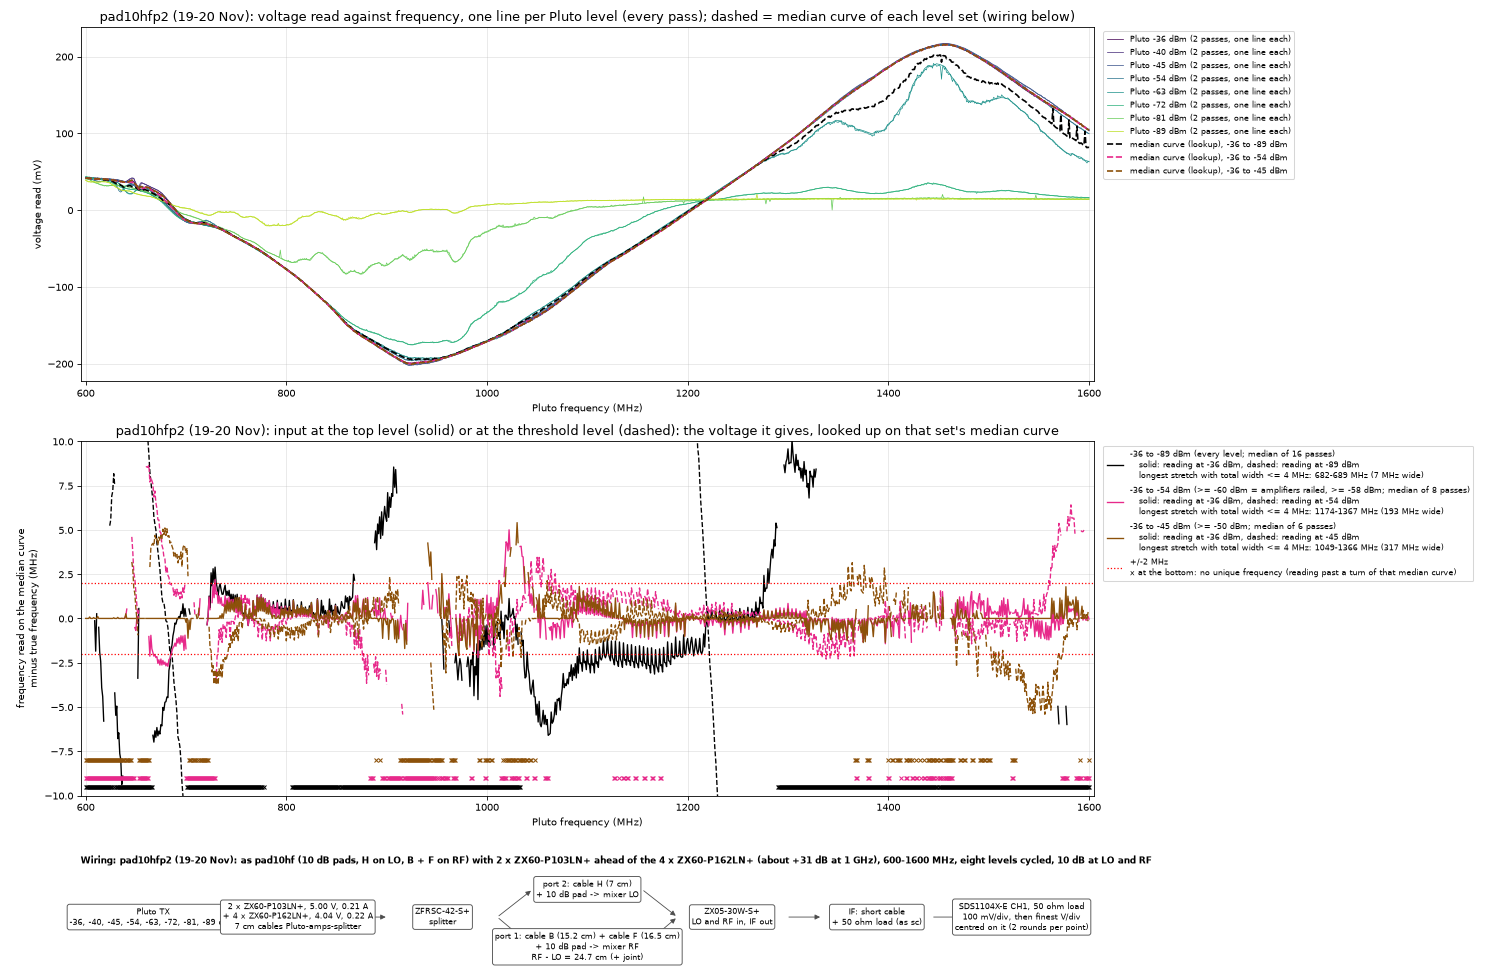 pad10hfp2 (19-20 Nov): voltage read against frequency, one line per Pluto level (every pass); dashed = median curve of each level set (wiring below)
voltage read (mV)
200
100
0
−100
−200
600
800
1000
1200
1400
1600
Pluto frequency (MHz)
Pluto -36 dBm (2 passes, one line each)
Pluto -40 dBm (2 passes, one line each)
Pluto -45 dBm (2 passes, one line each)
Pluto -54 dBm (2 passes, one line each)
Pluto -63 dBm (2 passes, one line each)
Pluto -72 dBm (2 passes, one line each)
Pluto -81 dBm (2 passes, one line each)
Pluto -89 dBm (2 passes, one line each)
median curve (lookup), -36 to -89 dBm
median curve (lookup), -36 to -54 dBm
median curve (lookup), -36 to -45 dBm
pad10hfp2 (19-20 Nov): input at the top level (solid) or at the threshold level (dashed): the voltage it gives, looked up on that set's median curve
frequency read on the median curve
minus true frequency (MHz)
10.0
7.5
5.0
2.5
0.0
−2.5
−5.0
−7.5
−10.0
600
800
1000
1200
1400
1600
Pluto frequency (MHz)
-36 to -89 dBm (every level; median of 16 passes)
solid: reading at -36 dBm, dashed: reading at -89 dBm
longest stretch with total width <= 4 MHz: 682-689 MHz (7 MHz wide)
-36 to -54 dBm (>= -60 dBm = amplifiers railed, >= -58 dBm; median of 8 passes)
solid: reading at -36 dBm, dashed: reading at -54 dBm
longest stretch with total width <= 4 MHz: 1174-1367 MHz (193 MHz wide)
-36 to -45 dBm (>= -50 dBm; median of 6 passes)
solid: reading at -36 dBm, dashed: reading at -45 dBm
longest stretch with total width <= 4 MHz: 1049-1366 MHz (317 MHz wide)
+/-2 MHz
x at the bottom: no unique frequency (reading past a turn of that median curve)
Wiring: pad10hfp2 (19-20 Nov): as pad10hf (10 dB pads, H on LO, B + F on RF) with 2 x ZX60-P103LN+ ahead of the 4 x ZX60-P162LN+ (about +31 dB at 1 GHz), 600-1600 MHz, eight levels cycled, 10 dB at LO and RF
Pluto TX
-36, -40, -45, -54, -63, -72, -81, -89
2 x ZX60-P103LN+, 5.00 V, 0.21 A
+ 4 x ZX60-P162LN+, 4.04 V, 0.22 A
7 cm cables Pluto-amps-splitter
ZFRSC-42-S+
splitter
port 2: cable H (7 cm)
+ 10 dB pad -> mixer LO
port 1: cable B (15.2 cm) + cable F (16.5 cm)
+ 10 dB pad -> mixer RF
RF - LO = 24.7 cm (+ joint)
ZX05-30W-S+
LO and RF in, IF out
IF: short cable
+ 50 ohm load (as sc)
SDS1104X-E CH1, 50 ohm load
100 mV/div, then finest V/div
centred on it (2 rounds per point)